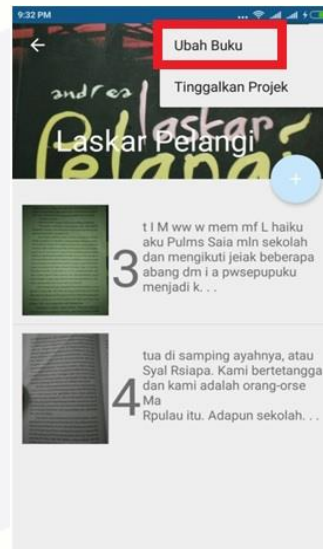 9:32 PM
Ubah Buku
Tinggalkan Projek
andrea
laskar
Pelangi
Laskar Pelangi
+
3
t l M ww w mem mf L haiku
aku Pulms Saia mln sekolah
dan mengikuti jeiak beberapa
abang dm i a pwsepupuku
menjadi k. . .
4
tua di samping ayahnya, atau
Syal Rsiapa. Kami bertetangga
dan kami adalah orang-orse
Ma
Rpulau itu. Adapun sekolah. . .